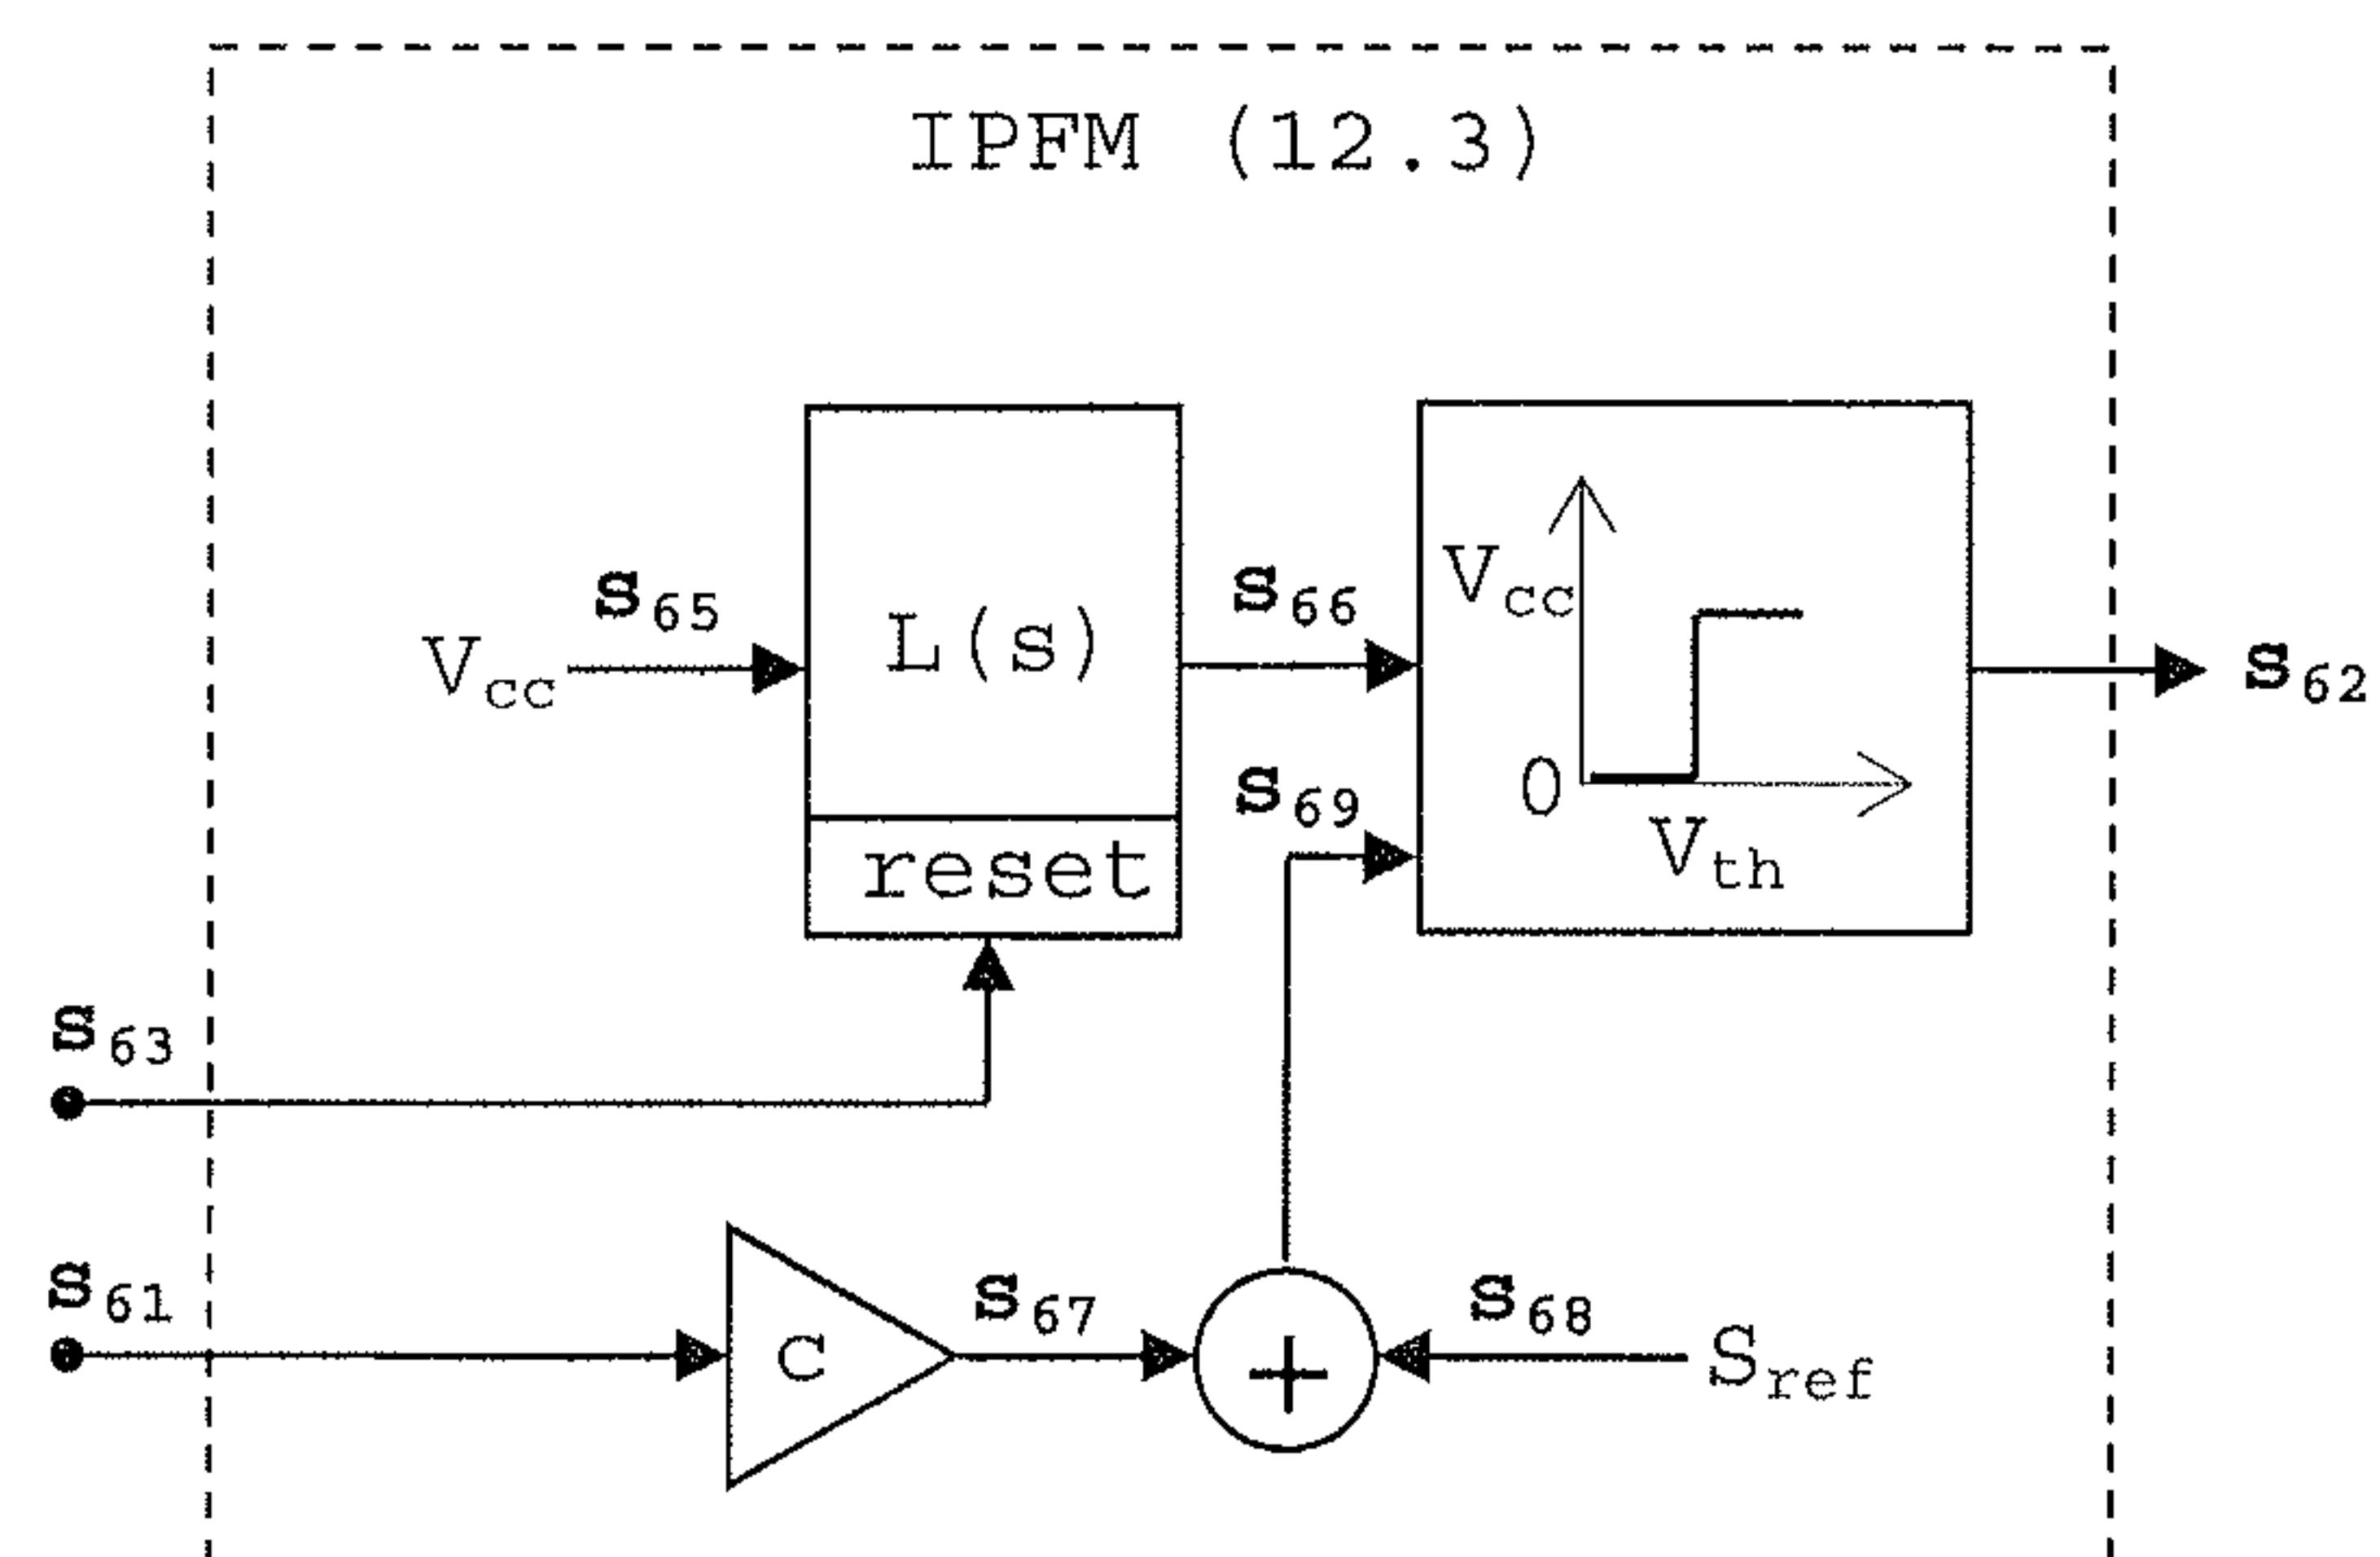 IPFM (12.3)
s65
Vcc
L(s)
reset
s66
s69
Vcc
0
Vth
s62
s63
s61
C
s67
+
s68
Sref